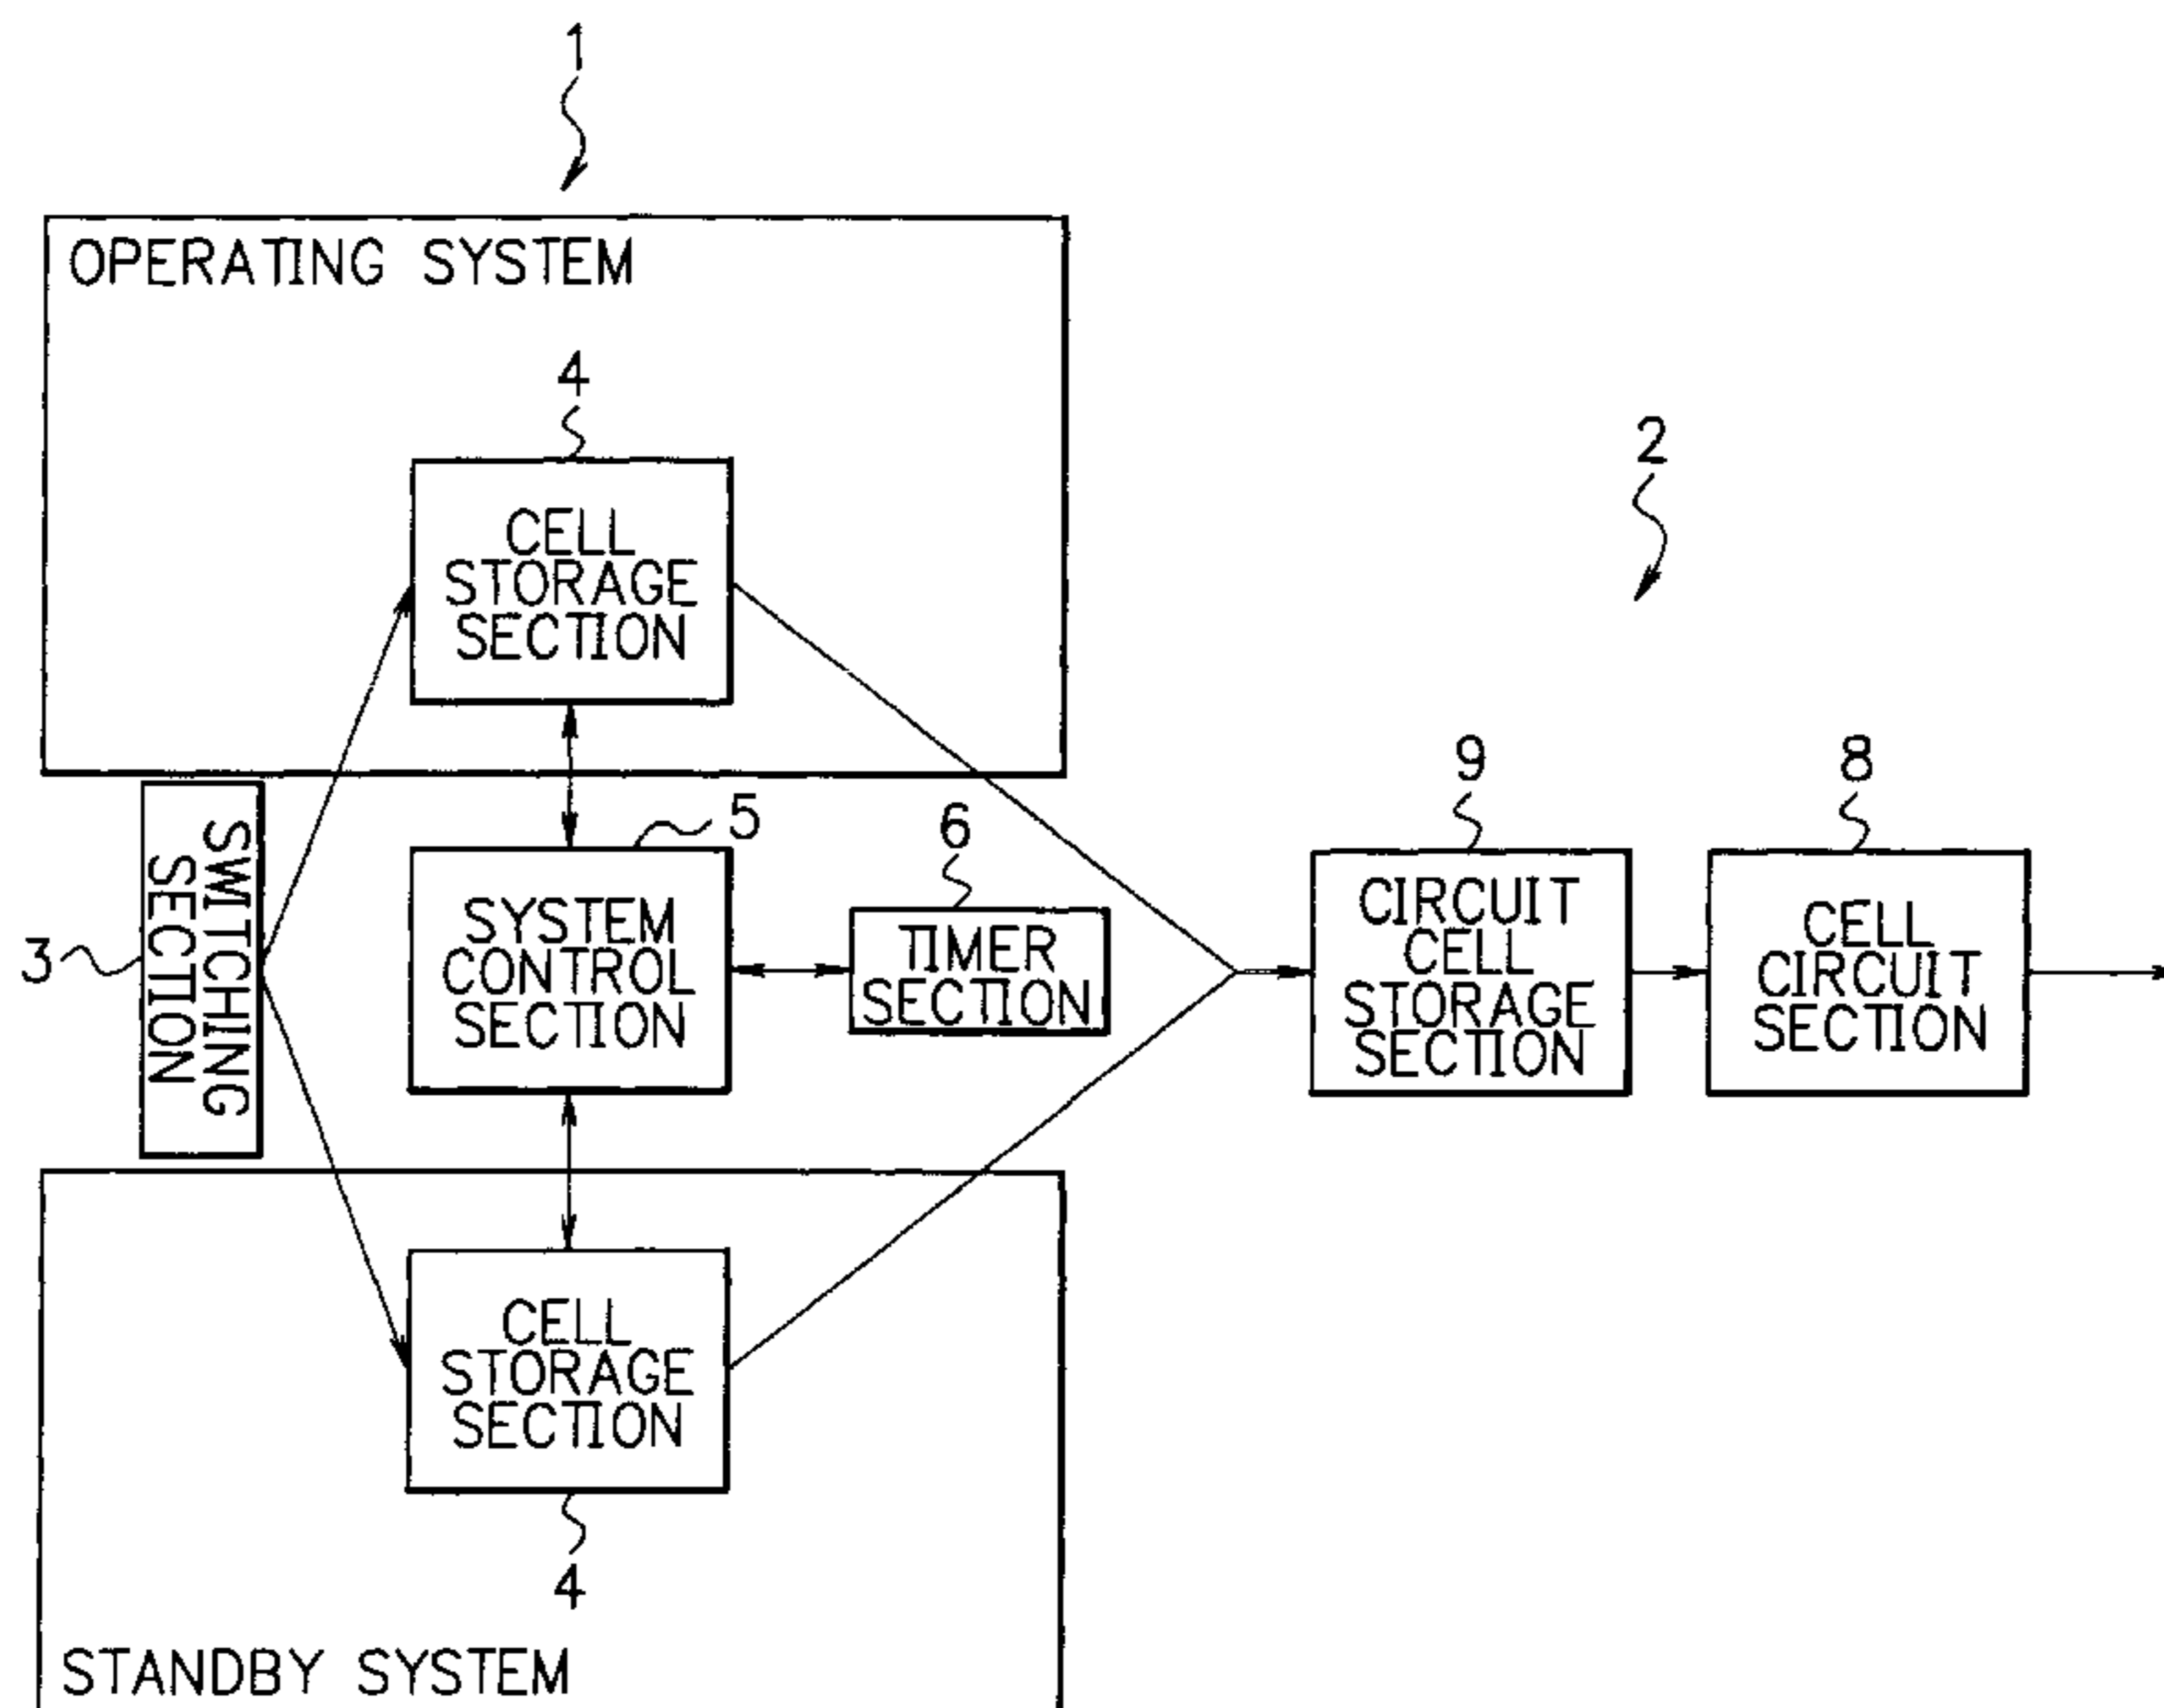 1
OPERATING SYSTEM
4
CELL
STORAGE
SECTION
2
SWITCHING
SECTION
3
5
SYSTEM
CONTROL
SECTION
6
TIMER
SECTION
9
CIRCUIT
CELL
STORAGE
SECTION
8
CELL
CIRCUIT
SECTION
CELL
STORAGE
SECTION
4
STANDBY SYSTEM